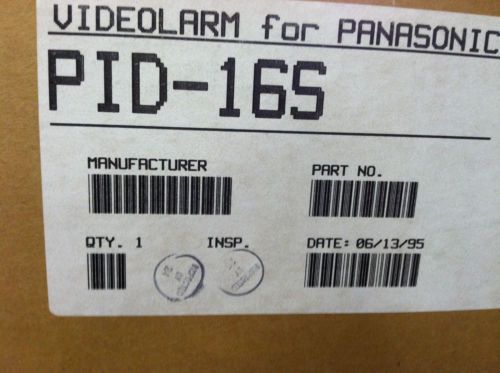 VIDEOLARM for PANASONIC
PID-16S
MANUFACTURER
PART NO.
QTY. 1
INSP.
DATE: 06/13/95